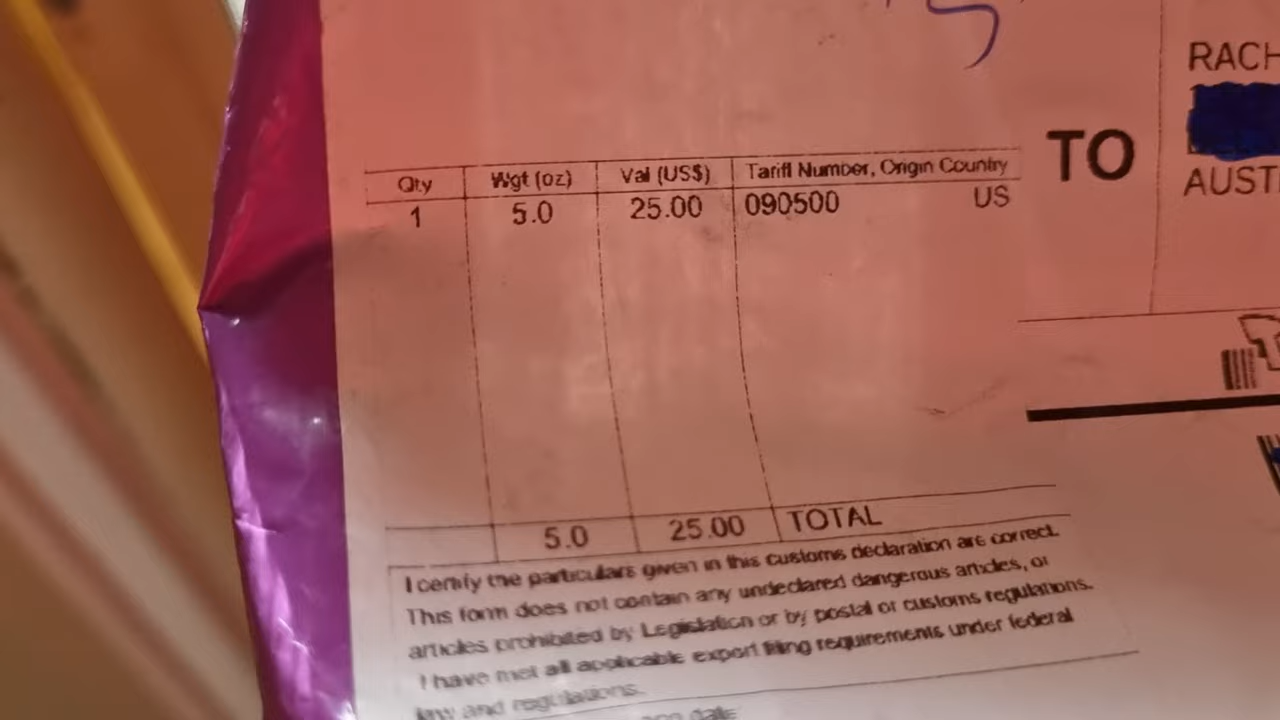 RACH
TO
AUST
Qty Wgt (oz) Val (US$) Tariff Number, Origin Country
1 5.0 25.00 090500 US
5.0 25.00 TOTAL
I certify the particulars given in this customs declaration are correct.
This form does not contain any undeclared dangerous articles, or
articles prohibited by Legislation or by postal or customs regulations.
I have met all applicable export filing requirements under federal
law and regulations.
date